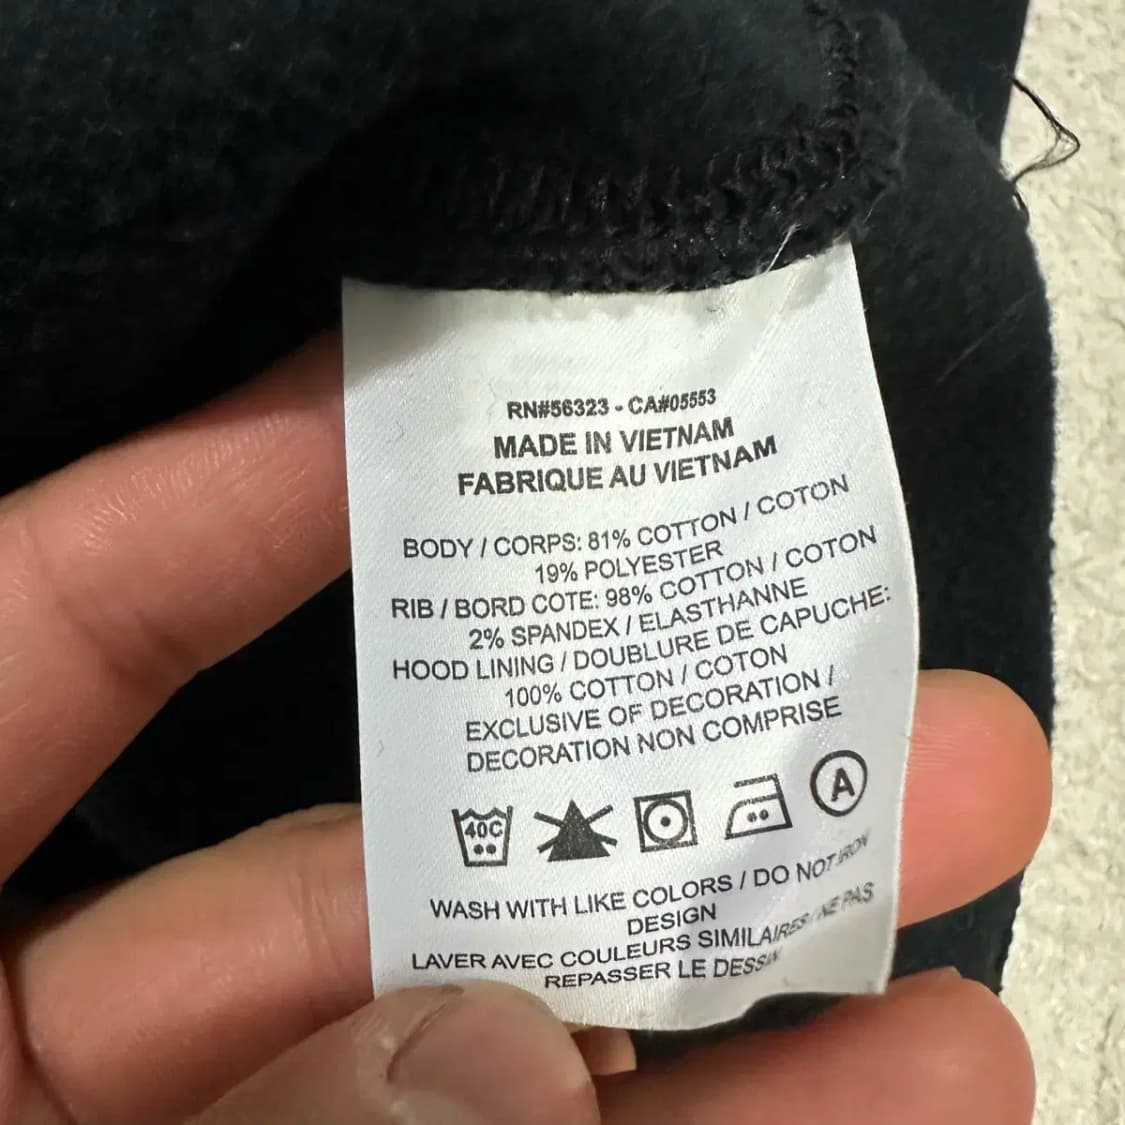 RN#56323 - CA#05553
MADE IN VIETNAM
FABRIQUE AU VIETNAM
BODY / CORPS: 81% COTTON / COTON
19% POLYESTER
RIB / BORD COTE: 98% COTTON / COTON
2% SPANDEX / ELASTHANNE
HOOD LINING / DOUBLURE DE CAPUCHE:
100% COTTON / COTON
EXCLUSIVE OF DECORATION /
DECORATION NON COMPRISE
40C A
WASH WITH LIKE COLORS / DO NOT IRON
DESIGN
LAVER AVEC COULEURS SIMILAIRES / NE PAS
REPASSER LE DESSIN